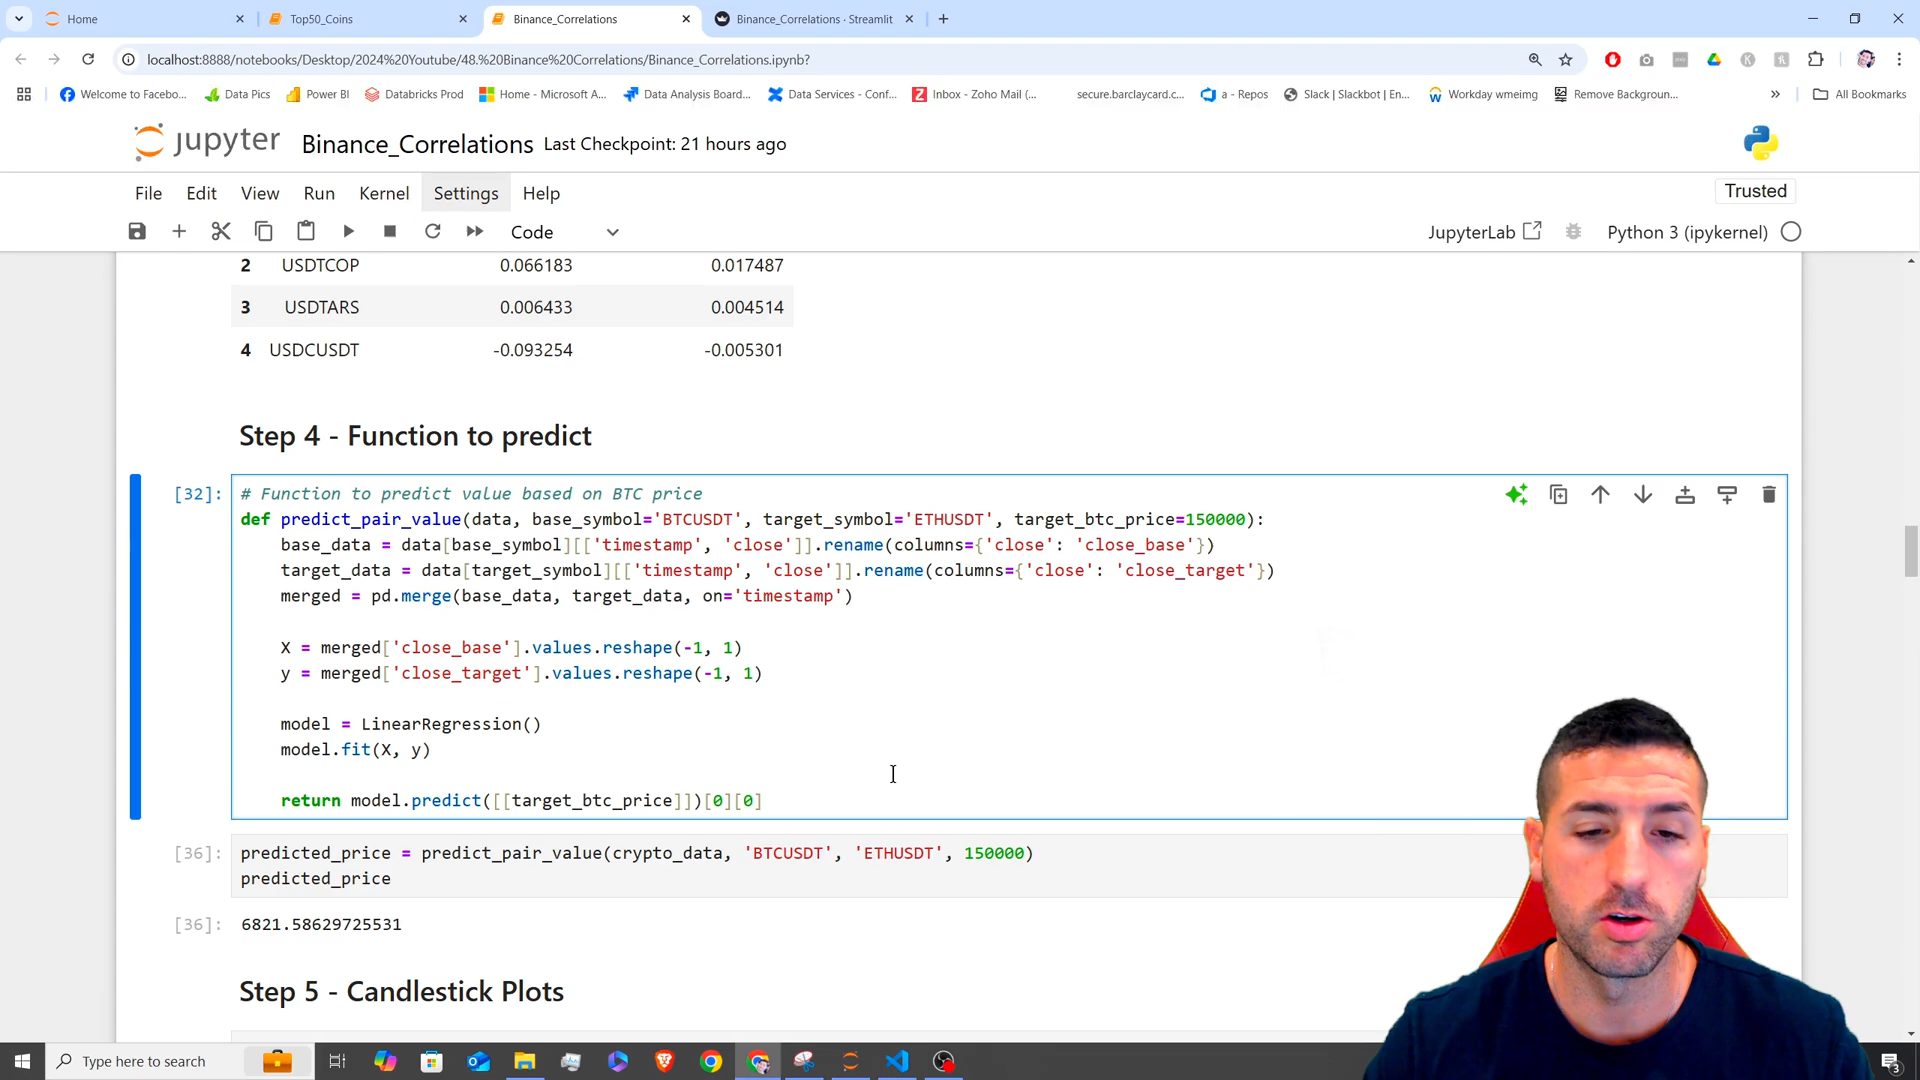 Home
Top50_Coins
Binance_Correlations
Binance_Correlations · Streamlit
localhost:8888/notebooks/Desktop/2024%20Youtube/48.%20Binance%20Correlations/Binance_Correlations.ipynb?
Welcome to Facebo...
Data Pics
Power BI
Databricks Prod
Home - Microsoft A...
Data Analysis Board...
Data Services - Conf...
Inbox - Zoho Mail (...
secure.barclaycard.c...
a - Repos
Slack | Slackbot | En...
Workday wmeimg
Remove Backgroun...
All Bookmarks
jupyter
Binance_Correlations
Last Checkpoint: 21 hours ago
File
Edit
View
Run
Kernel
Settings
Help
Trusted
Code
JupyterLab
Python 3 (ipykernel)
2 USDTCOP 0.066183 0.017487
3 USDTARS 0.006433 0.004514
4 USDCUSDT -0.093254 -0.005301
Step 4 - Function to predict
[32]: # Function to predict value based on BTC price
def predict_pair_value(data, base_symbol='BTCUSDT', target_symbol='ETHUSDT', target_btc_price=150000):
base_data = data[base_symbol][['timestamp', 'close']].rename(columns={'close': 'close_base'})
target_data = data[target_symbol][['timestamp', 'close']].rename(columns={'close': 'close_target'})
merged = pd.merge(base_data, target_data, on='timestamp')
X = merged['close_base'].values.reshape(-1, 1)
y = merged['close_target'].values.reshape(-1, 1)
model = LinearRegression()
model.fit(X, y)
return model.predict([[target_btc_price]])[0][0]
[36]: predicted_price = predict_pair_value(crypto_data, 'BTCUSDT', 'ETHUSDT', 150000)
predicted_price
[36]: 6821.58629725531
Step 5 - Candlestick Plots
Type here to search
3